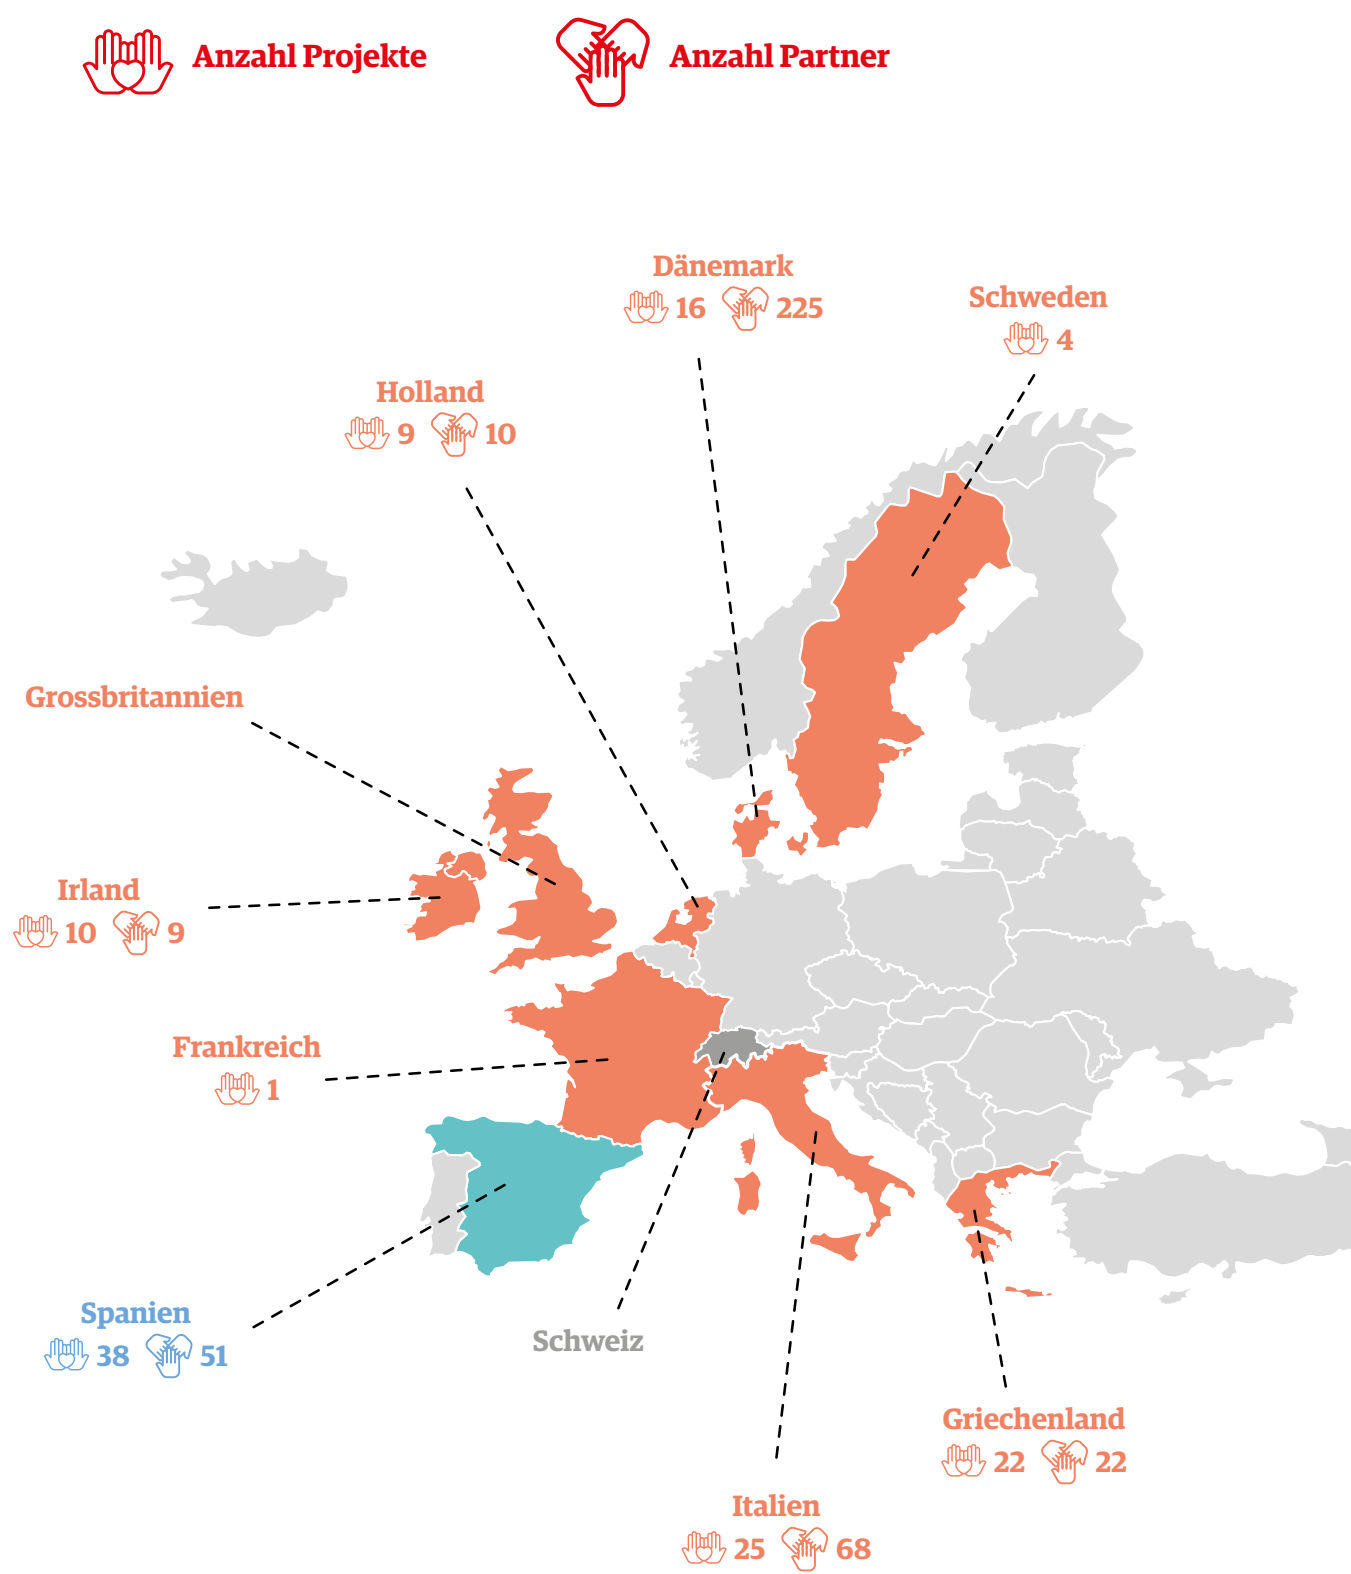 Anzahl Projekte
Anzahl Partner
Dänemark
16 225
Schweden
4
Holland
9 10
Grossbritannien
Irland
10 9
Frankreich
1
Spanien
38 51
Schweiz
Griechenland
22 22
Italien
25 68